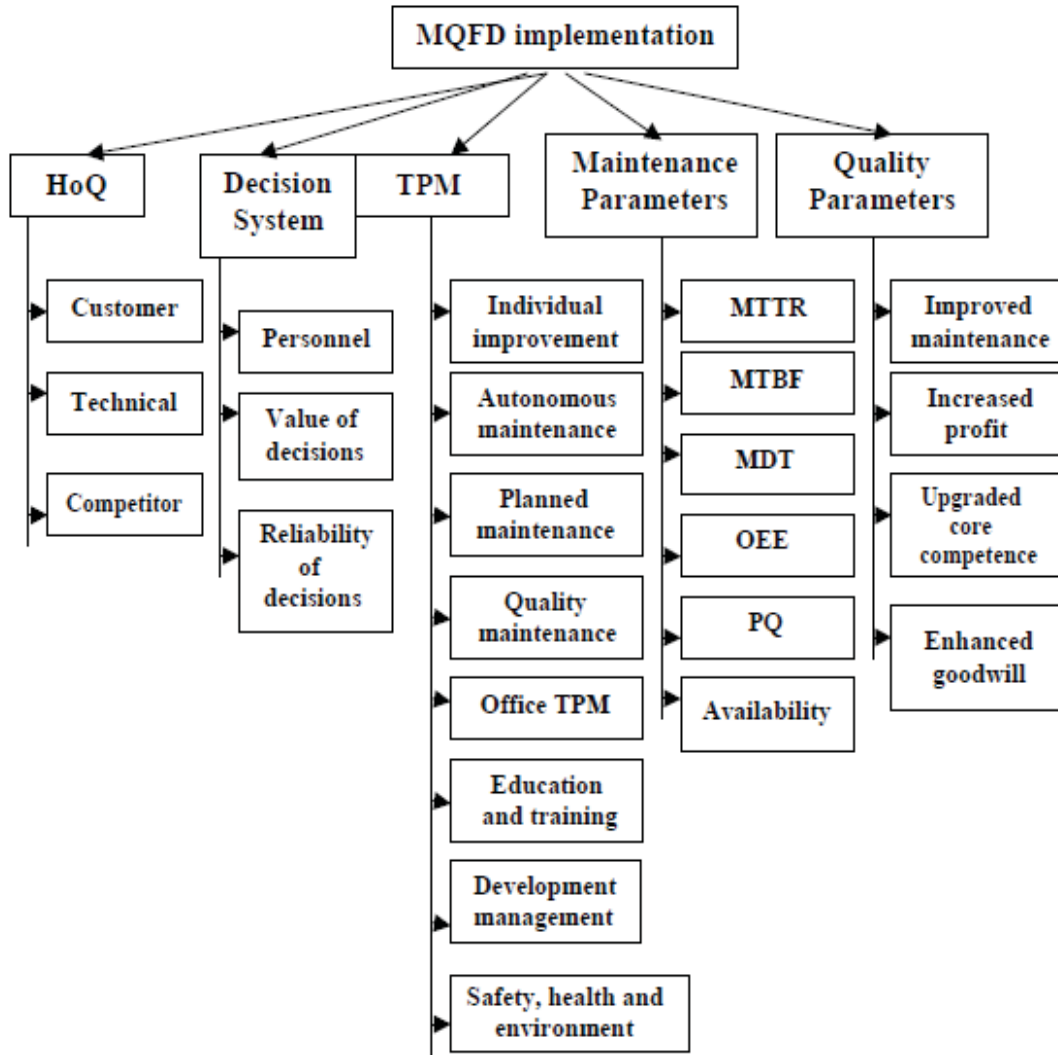 MQFD implementation
HoQ
Decision
System
TPM
Maintenance
Parameters
Quality
Parameters
Customer
Technical
Competitor
Personnel
Value of
decisions
Reliability
of
decisions
Individual
improvement
Autonomous
maintenance
Planned
maintenance
Quality
maintenance
Office TPM
Education
and training
Development
management
Safety, health and
environment
MTTR
MTBF
MDT
OEE
PQ
Availability
Improved
maintenance
Increased
profit
Upgraded
core
competence
Enhanced
goodwill